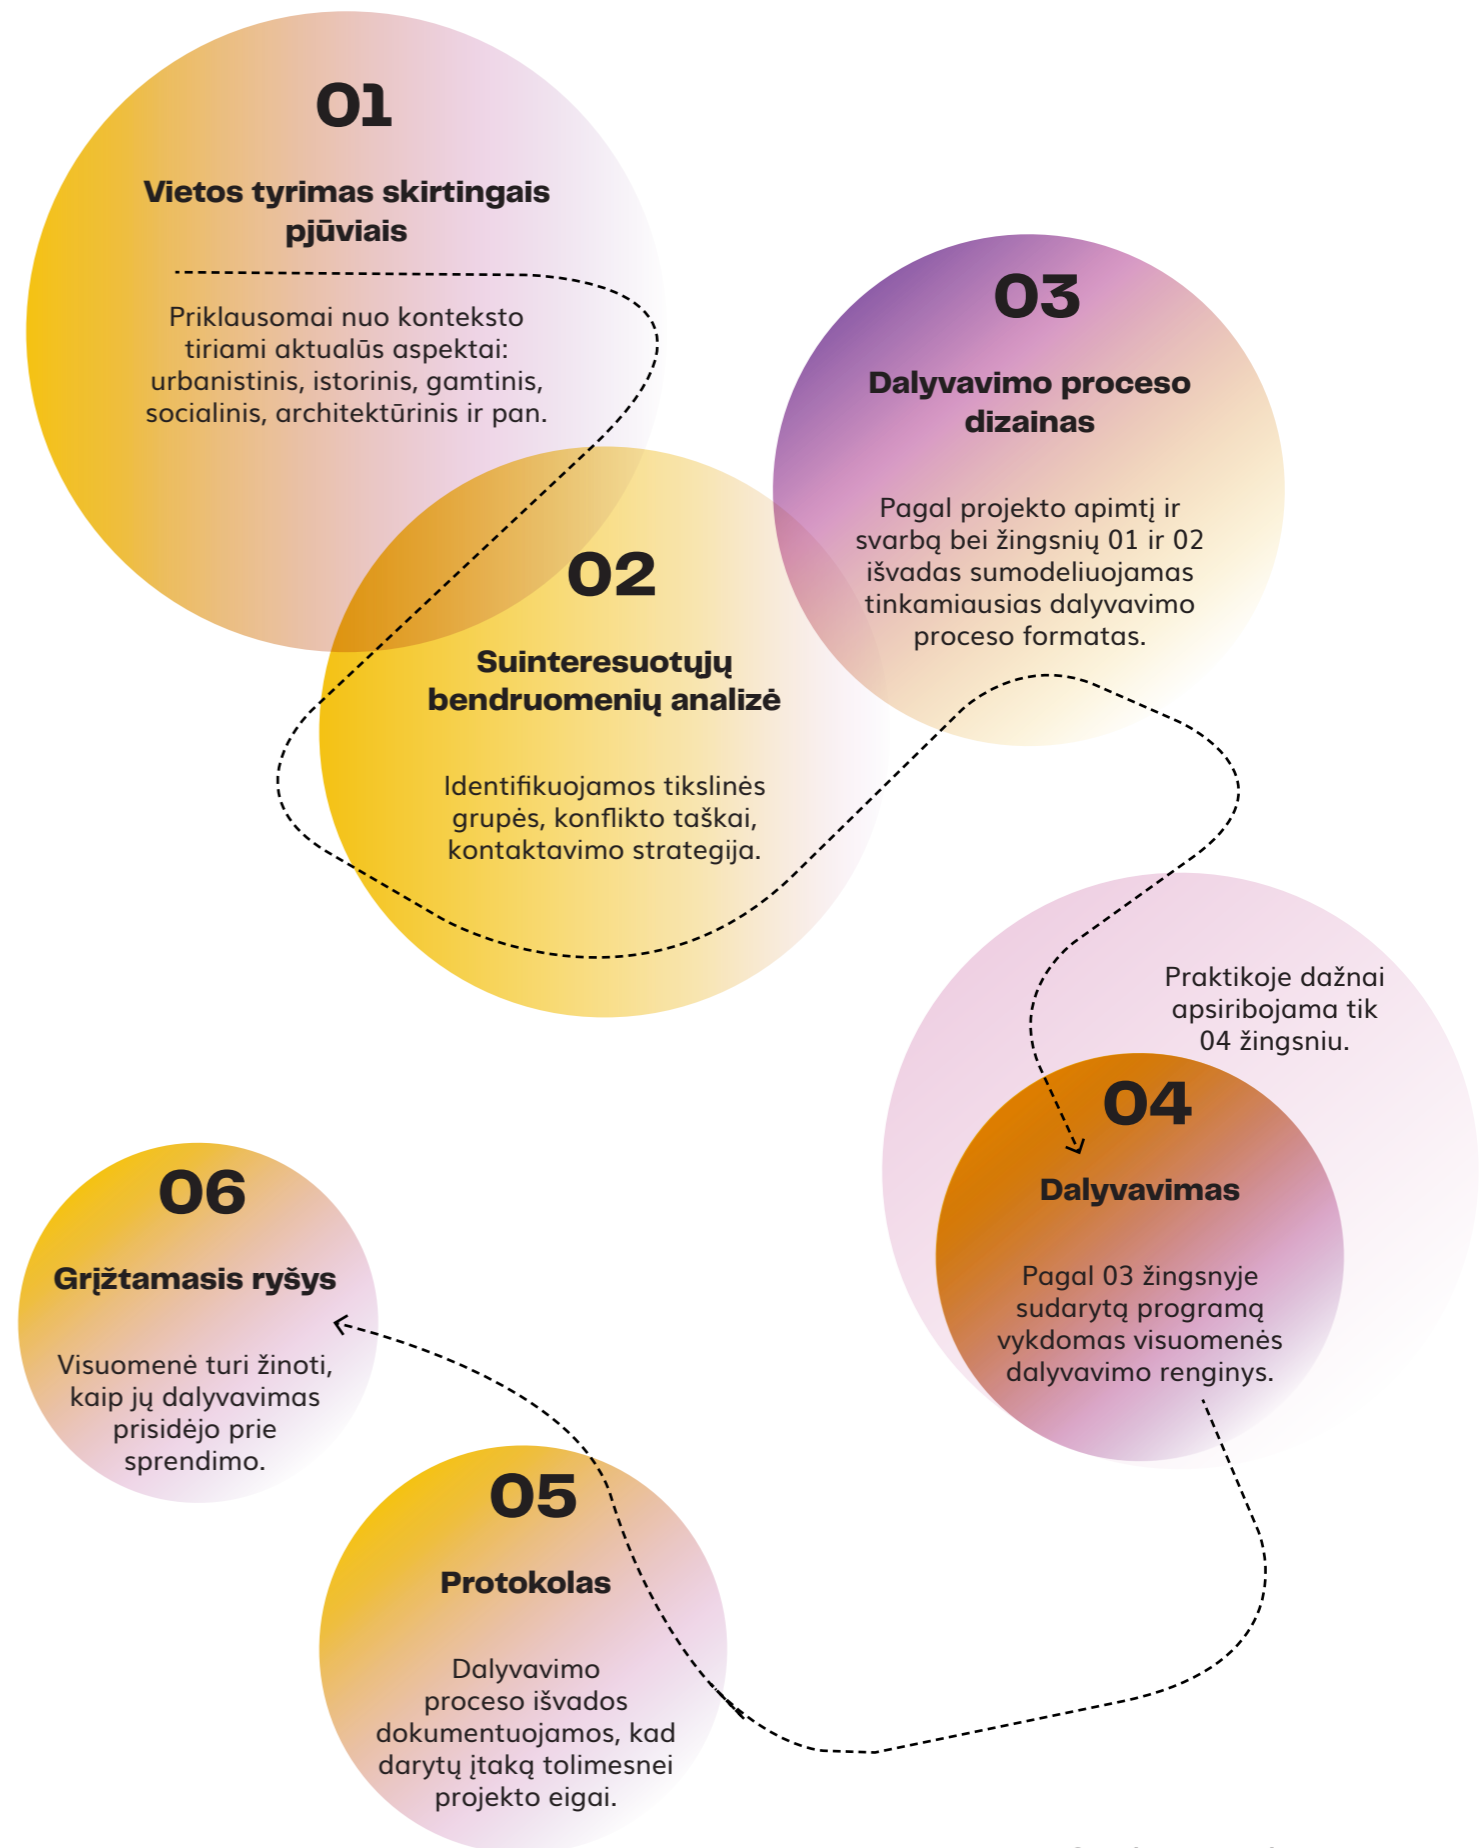 01
Vietos tyrimas skirtingais
pjūviais
Priklausomai nuo konteksto
tiriami aktualūs aspektai:
urbanistinis, istorinis, gamtinis,
socialinis, architektūrinis ir pan.
02
Suinteresuotųjų
bendruomenių analizė
Identifikuojamos tikslinės
grupės, konflikto taškai,
kontaktavimo strategija.
03
Dalyvavimo proceso
dizainas
Pagal projekto apimtį ir
svarbą bei žingsnių 01 ir 02
išvadas sumodeliuojamas
tinkamiausias dalyvavimo
proceso formatas.
Praktikoje dažnai
apsiribojama tik
04 žingsniu.
04
Dalyvavimas
Pagal 03 žingsnyje
sudarytą programą
vykdomas visuomenės
dalyvavimo renginys.
05
Protokolas
Dalyvavimo
proceso išvados
dokumentuojamos, kad
darytų įtaką tolimesnei
projekto eigai.
06
Grįžtamasis ryšys
Visuomenė turi žinoti,
kaip jų dalyvavimas
prisidėjo prie
sprendimo.